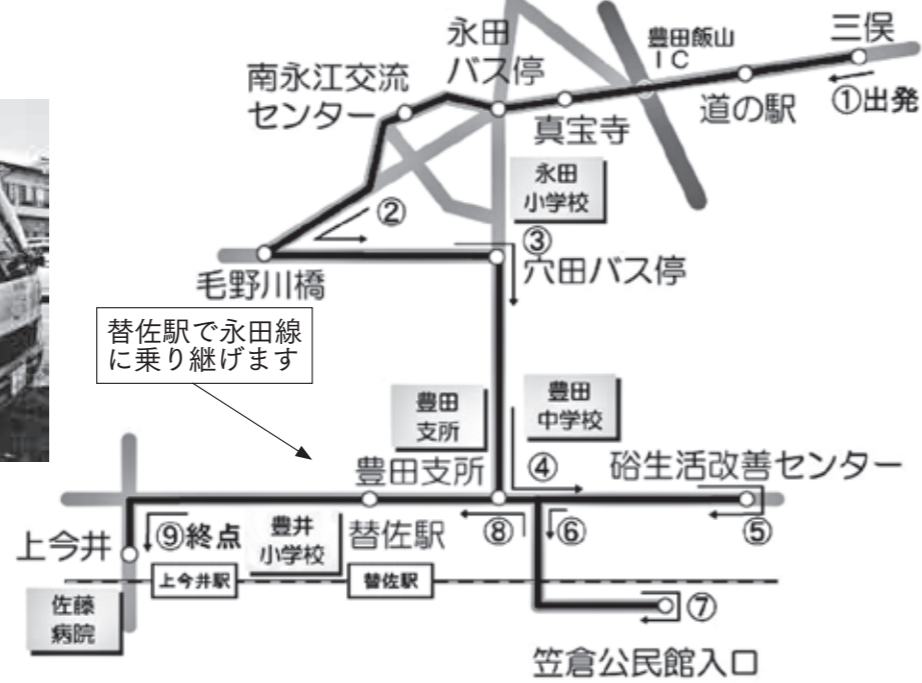 永田
バス停
豊田飯山
IC
三俣
南永江交流
センター
真宝寺
道の駅
①出発
永田
小学校
②
③
穴田バス停
毛野川橋
替佐駅で永田線
に乗り継げます
豊田
支所
豊田
中学校
豊田支所
④
硲生活改善センター
上今井
⑨終点
豊井
小学校
替佐駅
⑧
⑥
⑤
上今井駅
替佐駅
佐藤
病院
⑦
笠倉公民館入口